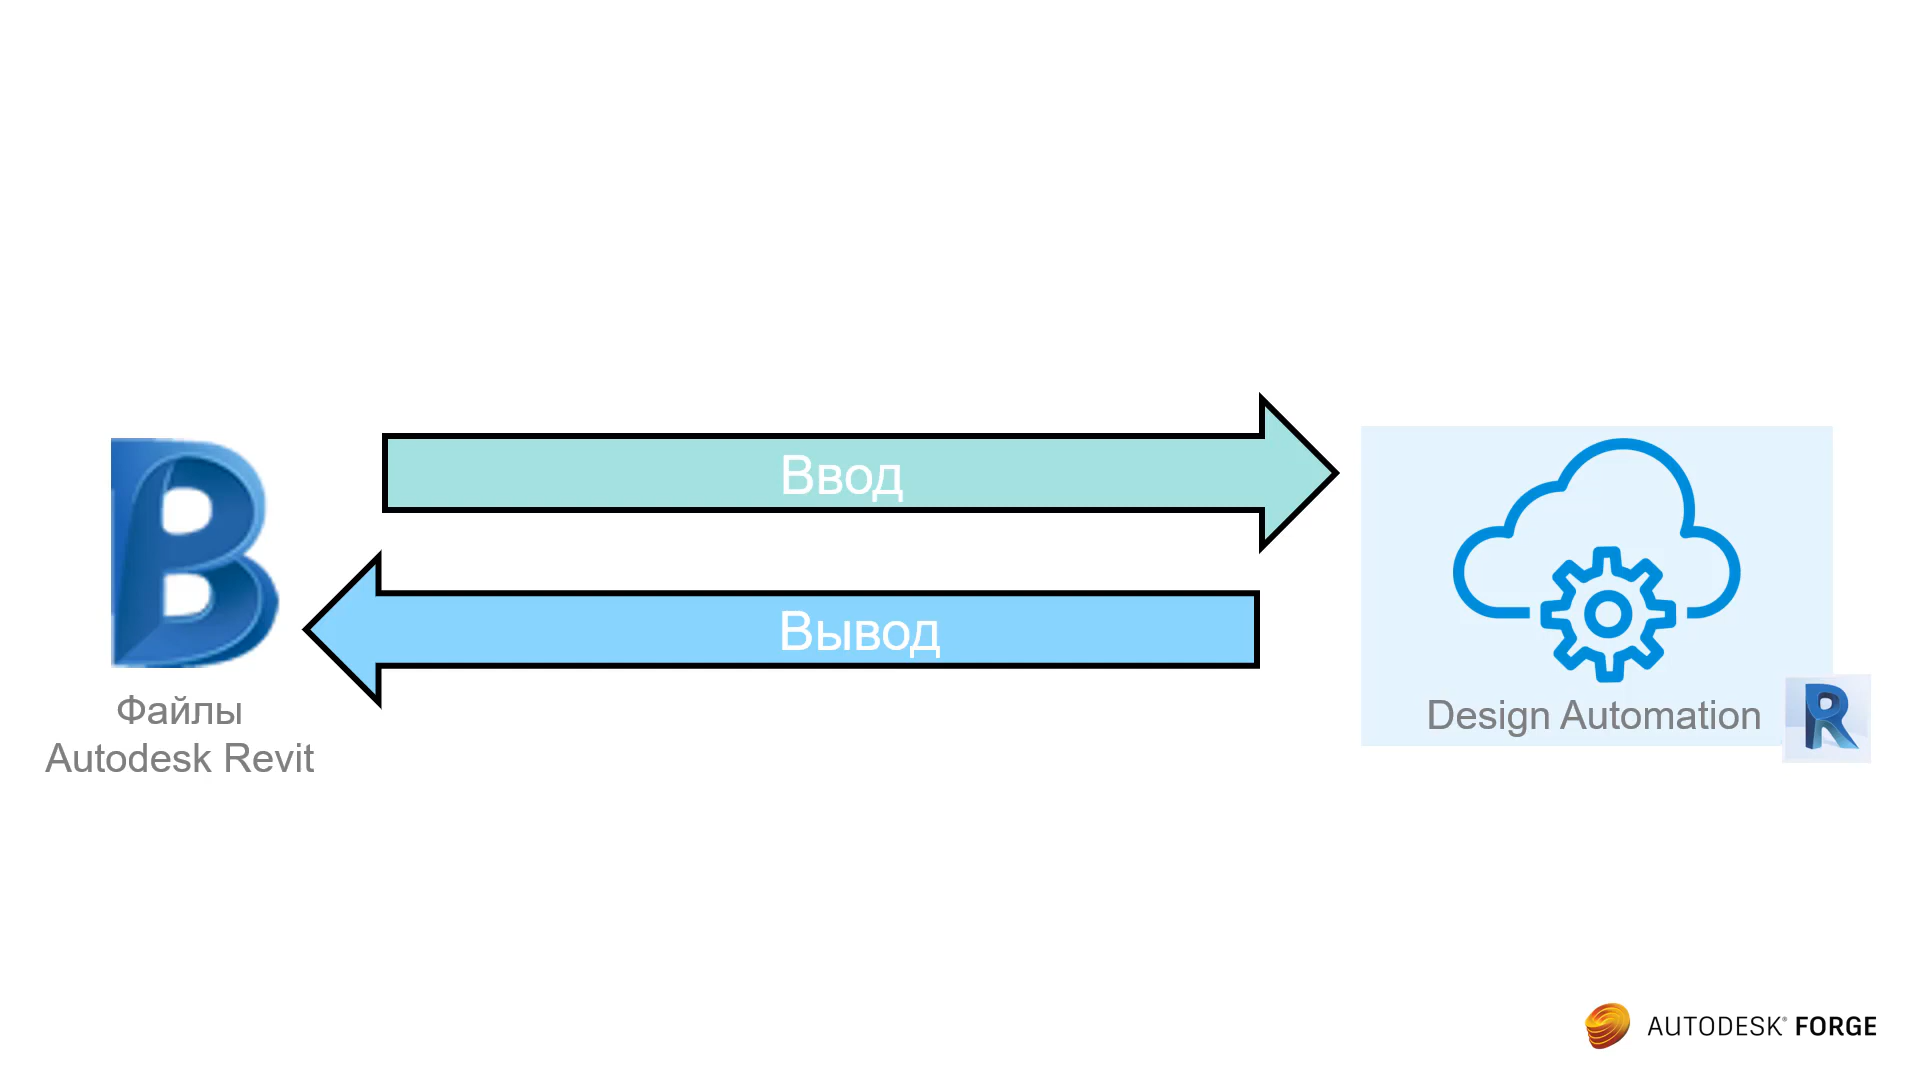 Ввод
Вывод
Файлы
Autodesk Revit
Design Automation
AUTODESK® FORGE